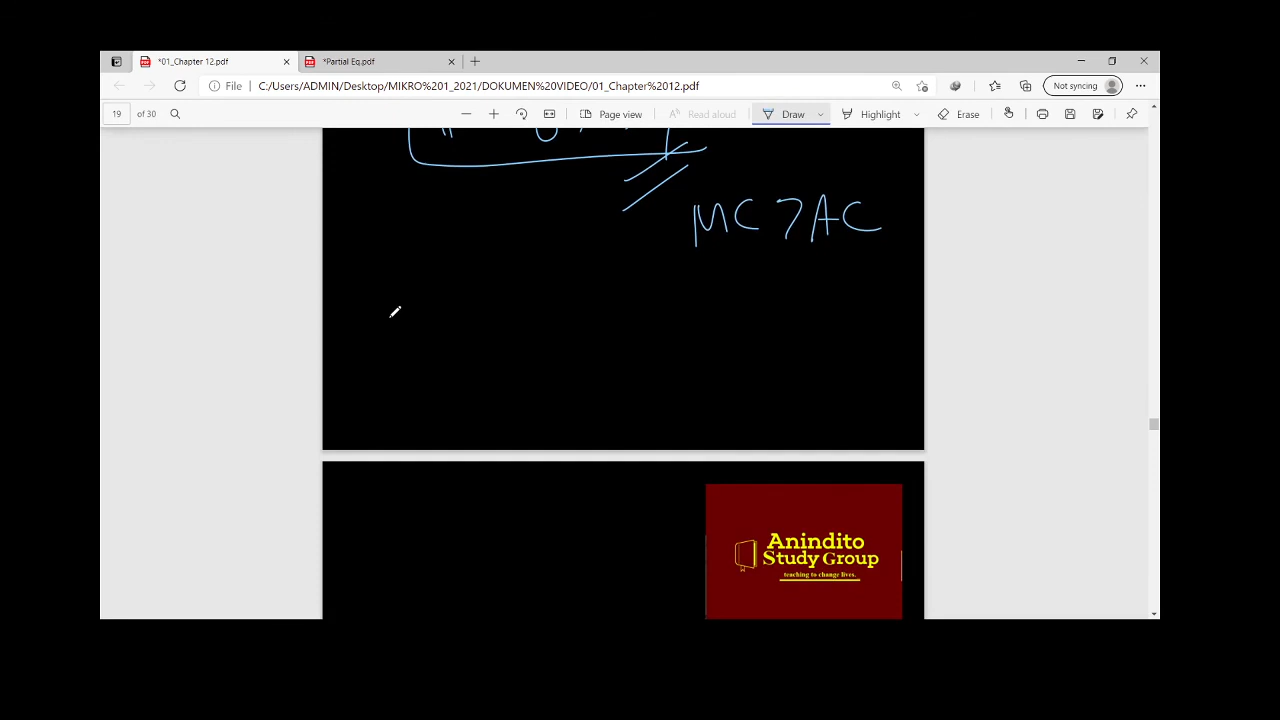 *01_Chapter 12.pdf
*Partial Eq.pdf
File
C:/Users/ADMIN/Desktop/MIKRO%201_2021/DOKUMEN%20VIDEO/01_Chapter%2012.pdf
Not syncing
19 of 30
Page view
Read aloud
Draw
Highlight
Erase
MC > AC
Anindito
Study Group
teaching to change lives.